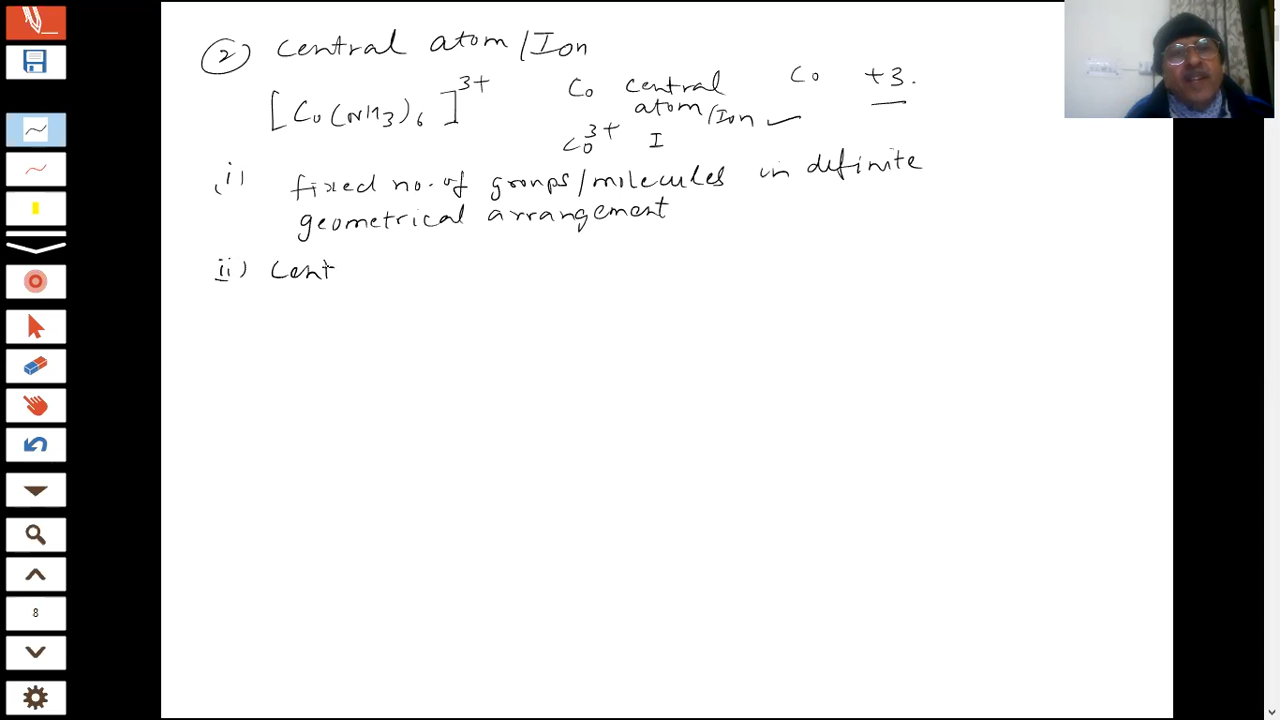 ② Central atom/Ion
[Co(NH3)6]3+ Co central atom/Ion ✓ Co +3.
Co3+ I
(i) fixed no. of groups/molecules in definite
geometrical arrangement
ii) Cent
8